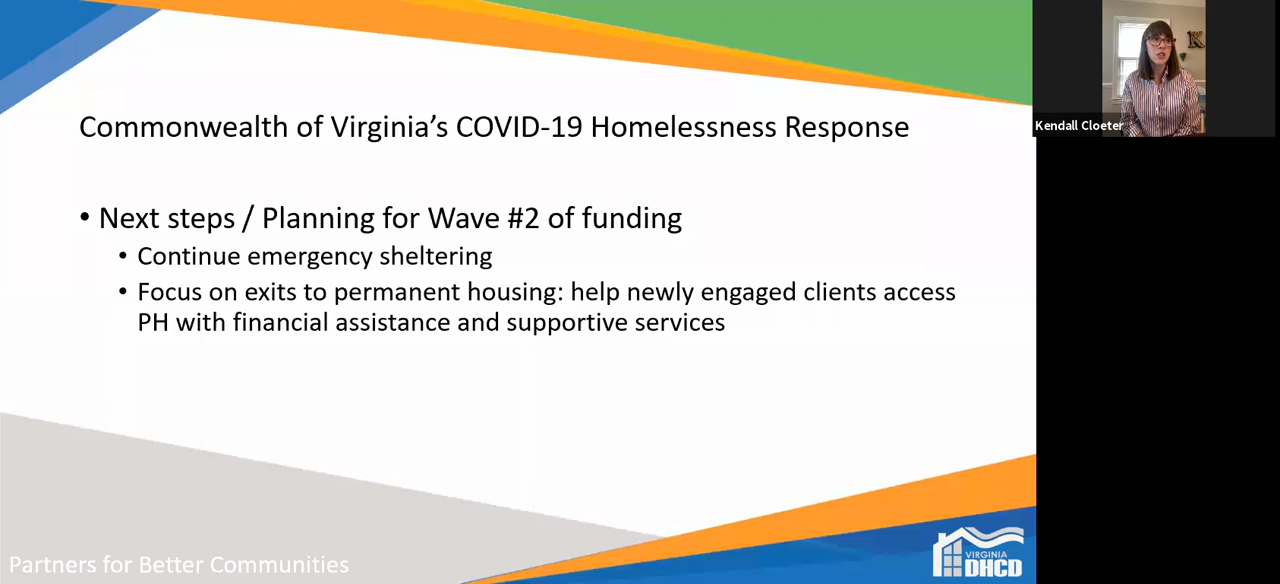 Commonwealth of Virginia’s COVID-19 Homelessness Response
• Next steps / Planning for Wave #2 of funding
• Continue emergency sheltering
• Focus on exits to permanent housing: help newly engaged clients access
PH with financial assistance and supportive services
Partners for Better Communities
VIRGINIA
DHCD
K
Kendall Cloeter